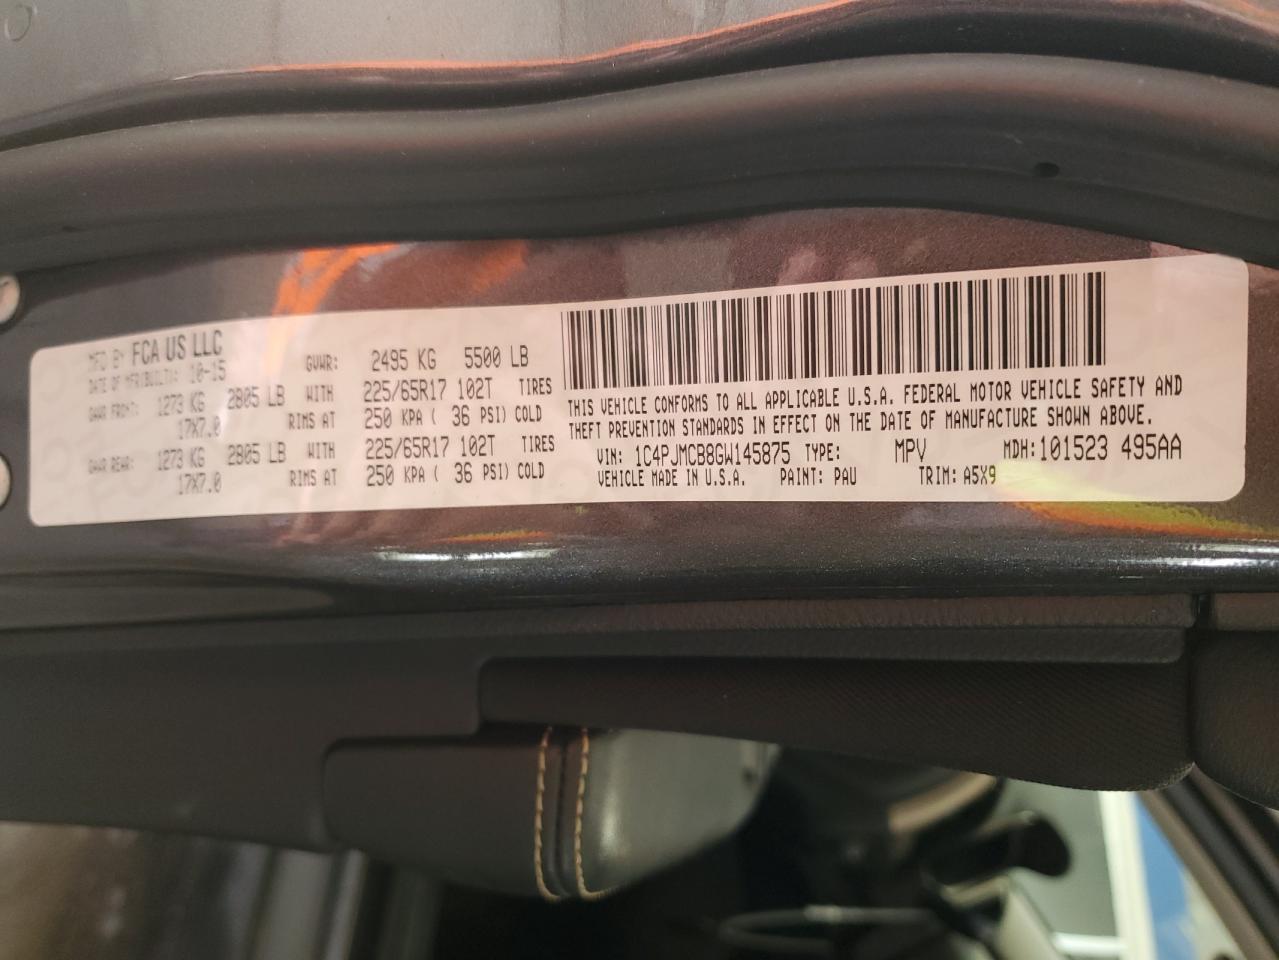 MFD BY FCA US LLC
DATE OF MFR(BUILT): 10-15 GVWR: 2495 KG 5500 LB
GAWR FRONT: 1273 KG 2805 LB WITH 225/65R17 102T TIRES
17X7.0 RIMS AT 250 KPA ( 36 PSI) COLD
GAWR REAR: 1273 KG 2805 LB WITH 225/65R17 102T TIRES
17X7.0 RIMS AT 250 KPA ( 36 PSI) COLD
THIS VEHICLE CONFORMS TO ALL APPLICABLE U.S.A. FEDERAL MOTOR VEHICLE SAFETY AND
THEFT PREVENTION STANDARDS IN EFFECT ON THE DATE OF MANUFACTURE SHOWN ABOVE.
VIN: 1C4PJMCB8GW145875 TYPE: MPV MDH: 101523 495AA
VEHICLE MADE IN U.S.A. PAINT: PAU TRIM: A5X9